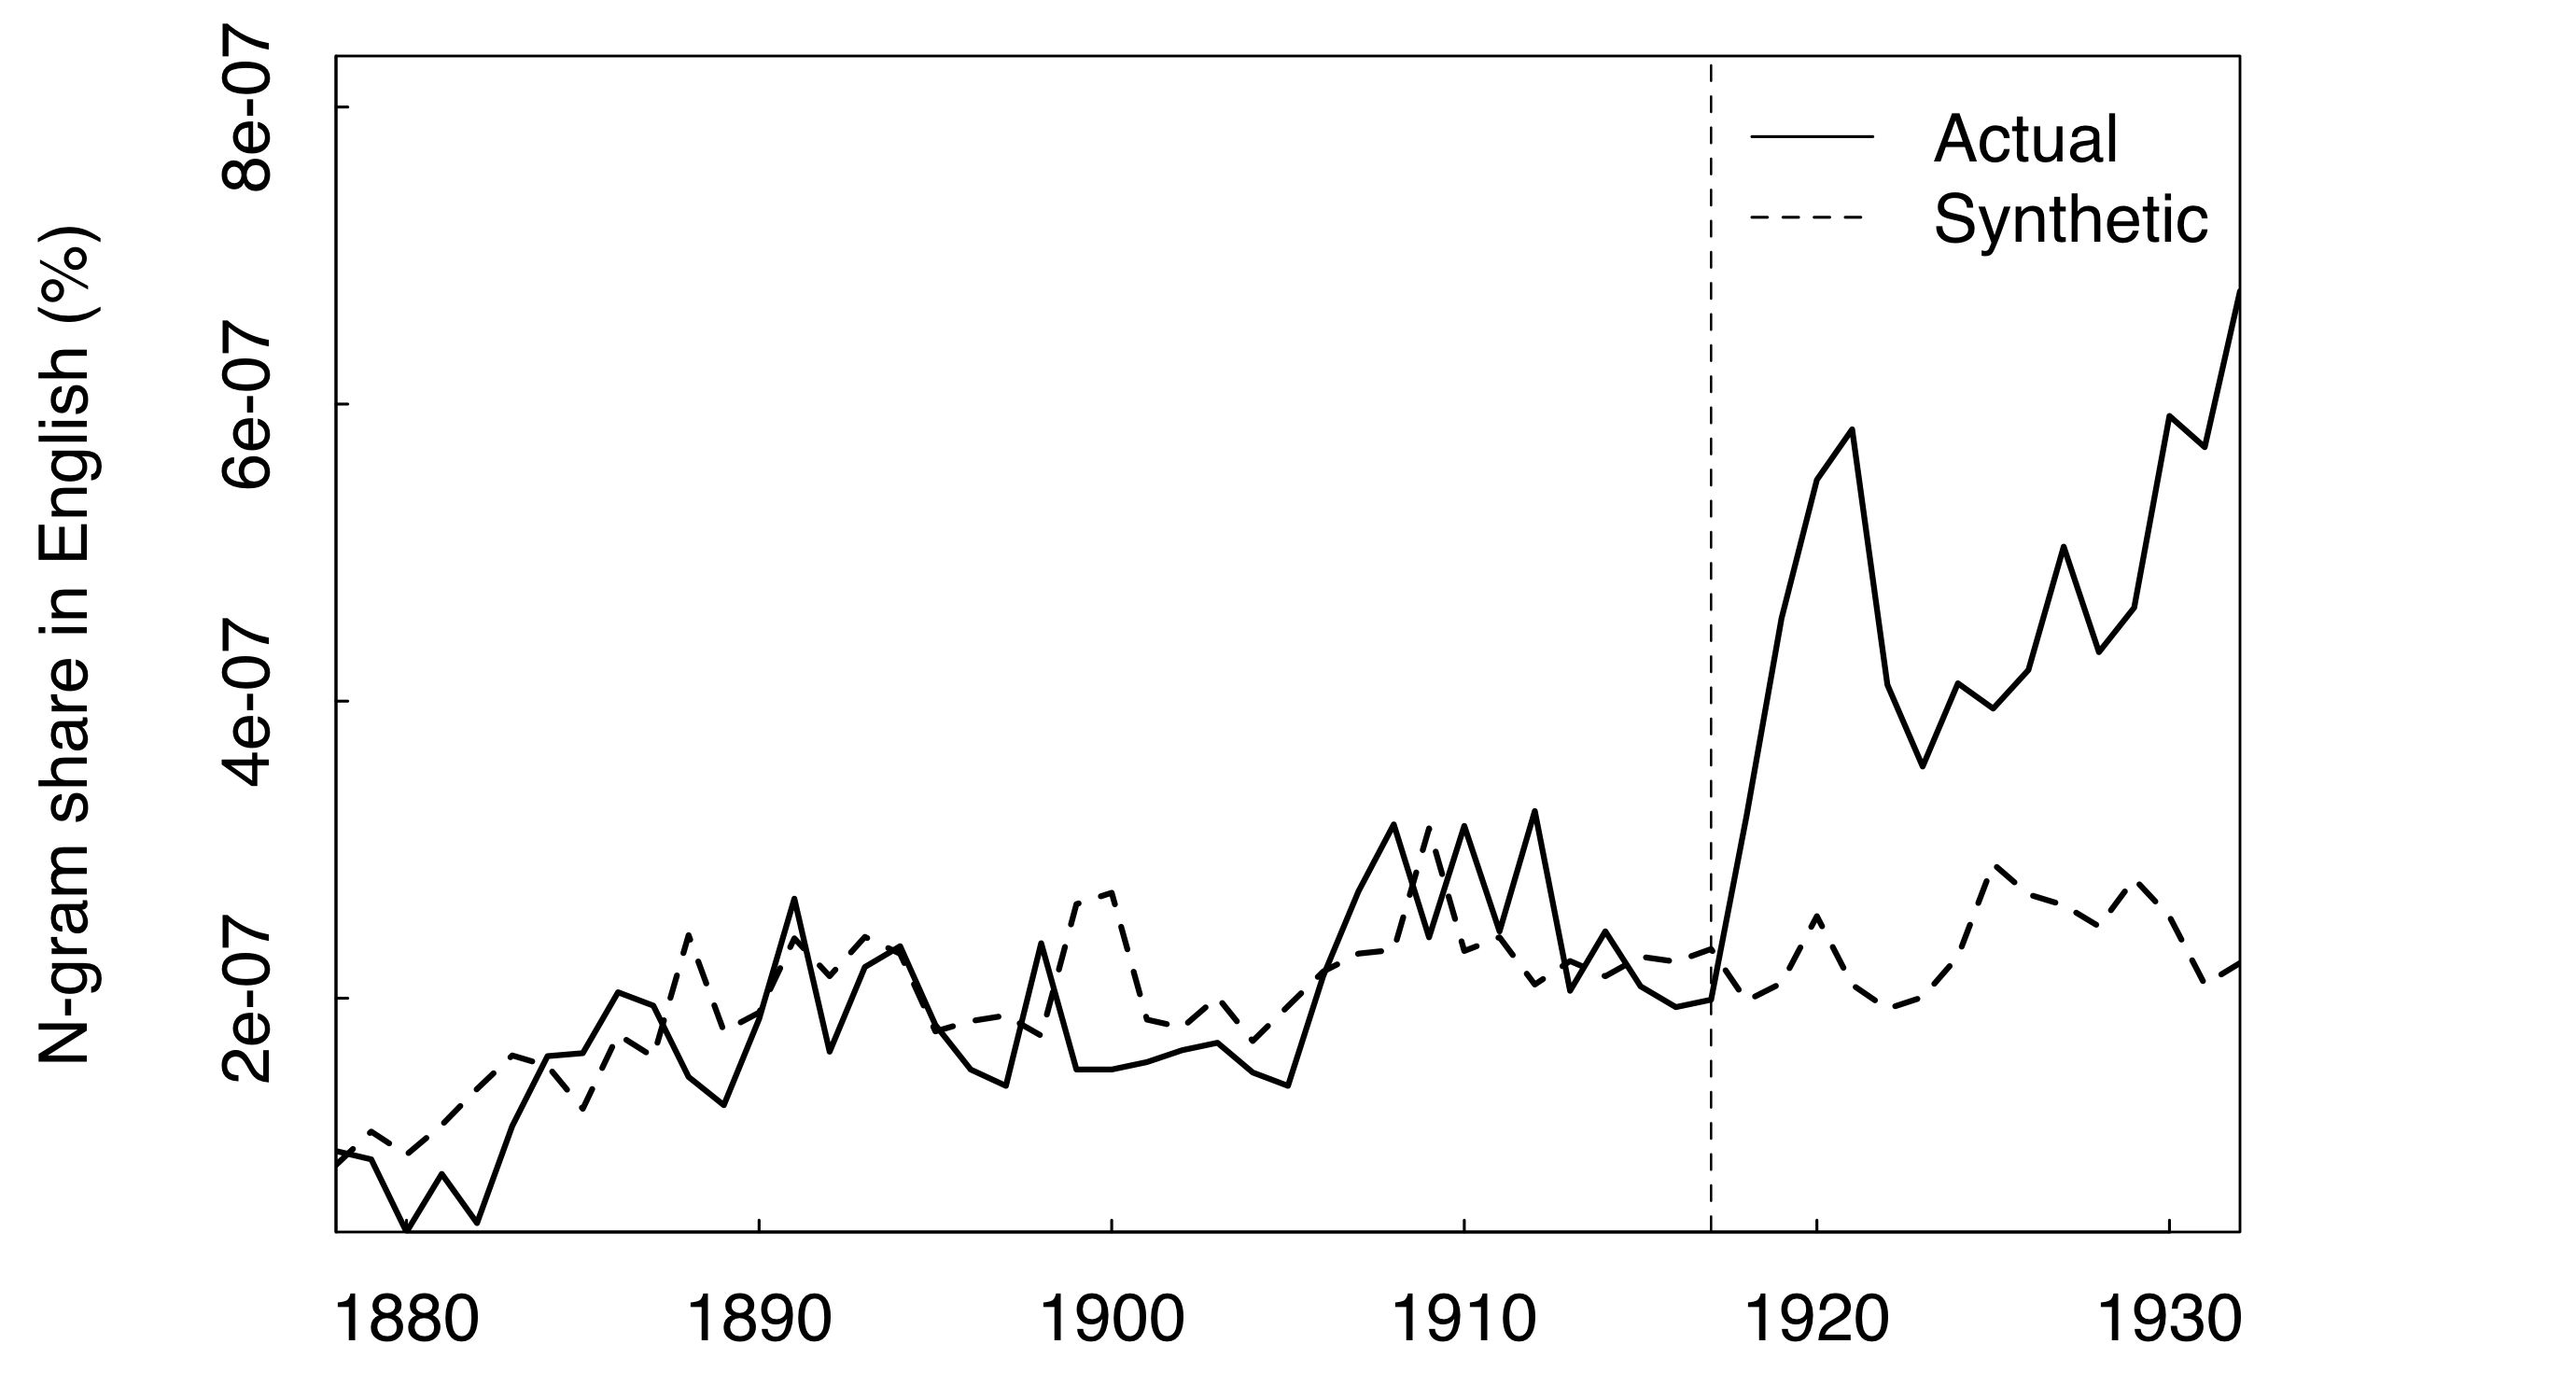 N-gram share in English (%)
8e-07
6e-07
4e-07
2e-07
Actual
Synthetic
1880 1890 1900 1910 1920 1930